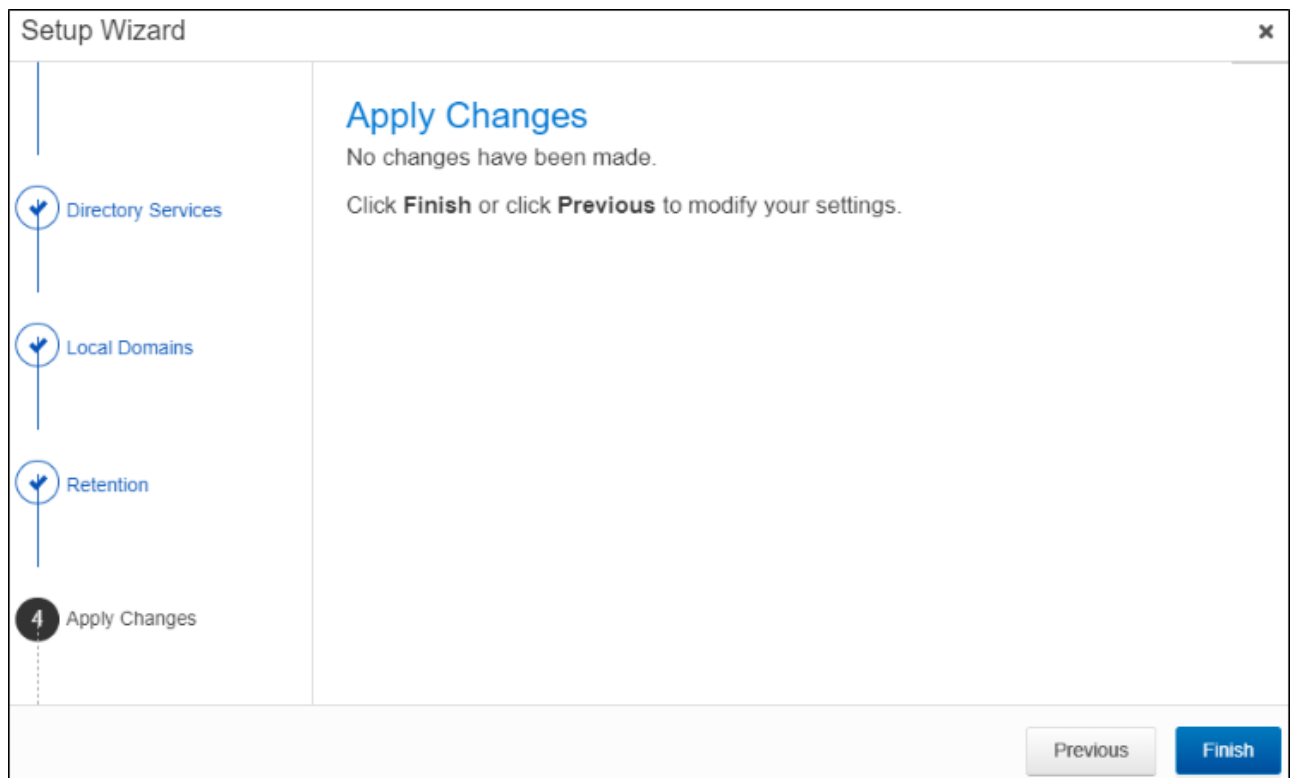 Setup Wizard
Apply Changes
No changes have been made.
Click Finish or click Previous to modify your settings.
Directory Services
Local Domains
Retention
4 Apply Changes
Previous Finish